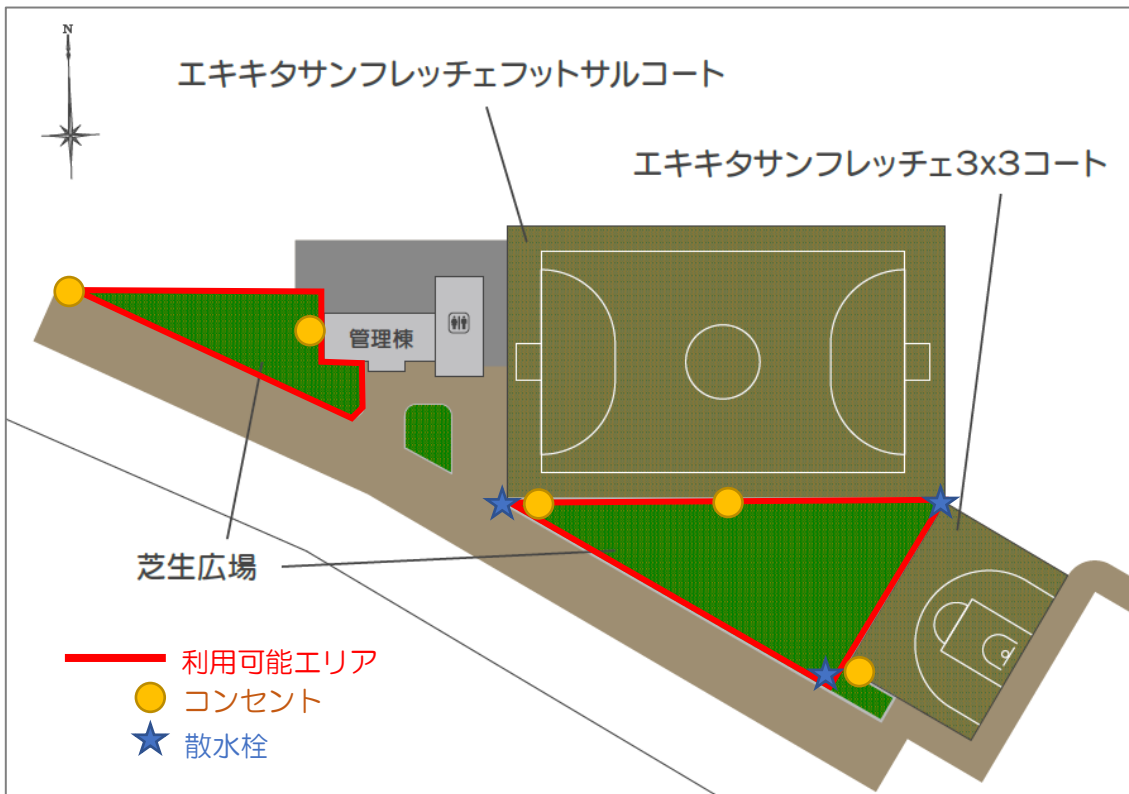 N
エキキタサンフレッチェフットサルコート
エキキタサンフレッチェ3x3コート
管理棟
芝生広場
利用可能エリア
コンセント
散水栓